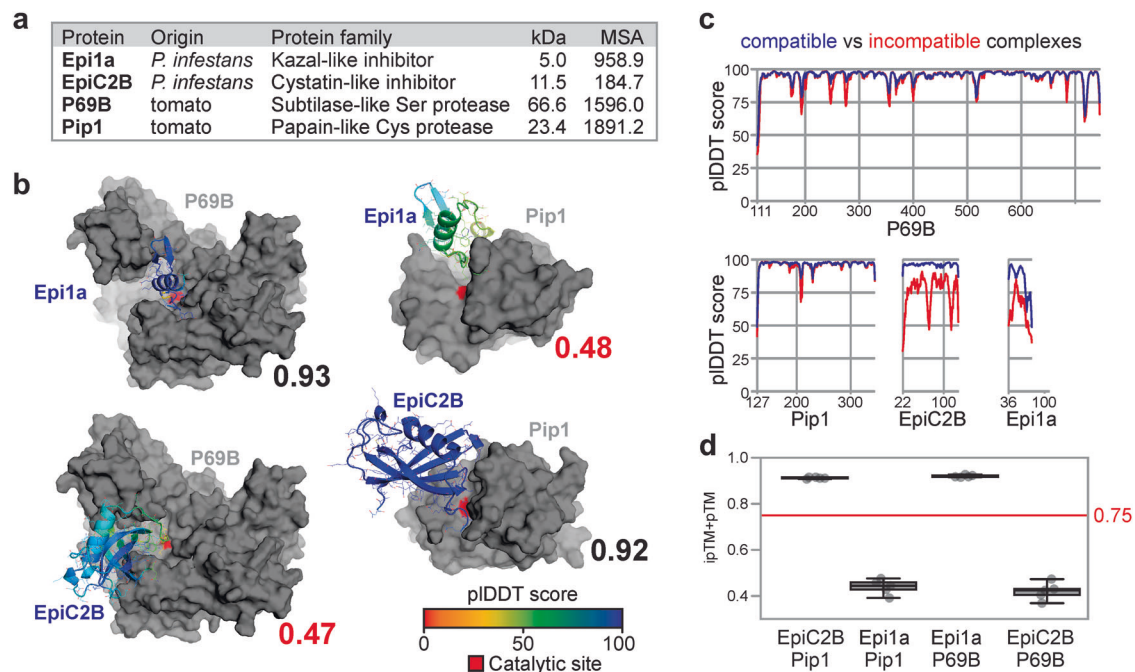 a
Protein Origin Protein family kDa MSA
Epi1a P. infestans Kazal-like inhibitor 5.0 958.9
EpiC2B P. infestans Cystatin-like inhibitor 11.5 184.7
P69B tomato Subtilase-like Ser protease 66.6 1596.0
Pip1 tomato Papain-like Cys protease 23.4 1891.2
b
P69B
Epi1a
0.93
Epi1a
Pip1
0.48
P69B
EpiC2B
0.47
EpiC2B
Pip1
0.92
plDDT score
0 50 100
Catalytic site
c
compatible vs incompatible complexes
plDDT score
100
75
50
25
0
111 200 300 400 500 600
P69B
plDDT score
100
75
50
25
0
127 200 300
Pip1
22 100
EpiC2B
36 100
Epi1a
d
ipTM+pTM
1.0
0.8
0.6
0.4
0.75
EpiC2B Epi1a Epi1a EpiC2B
Pip1 Pip1 P69B P69B